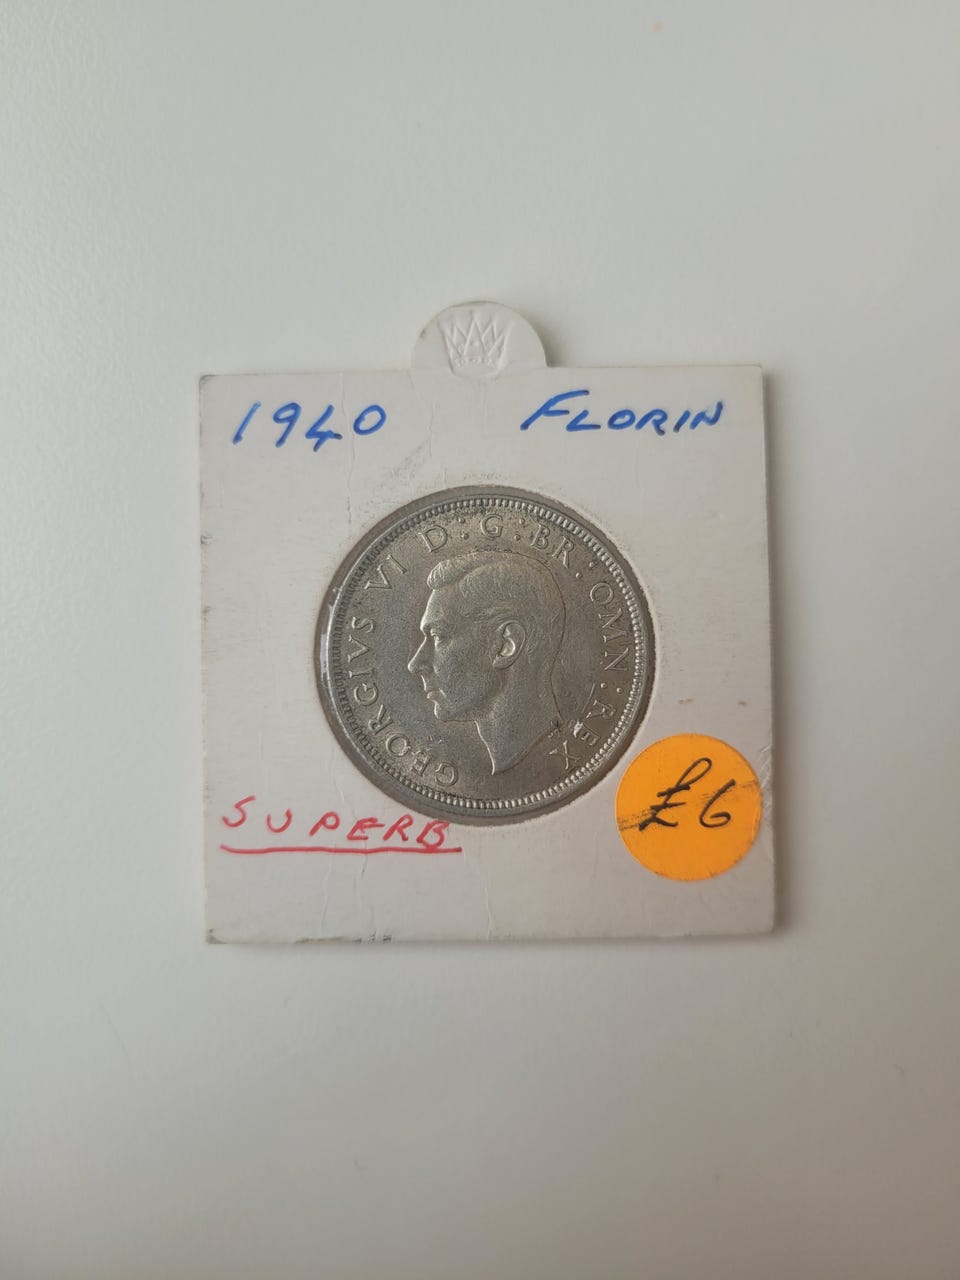 1940 FLORIN
GEORGIVS VI D:G:BR:OMN:REX
SUPERB
£6